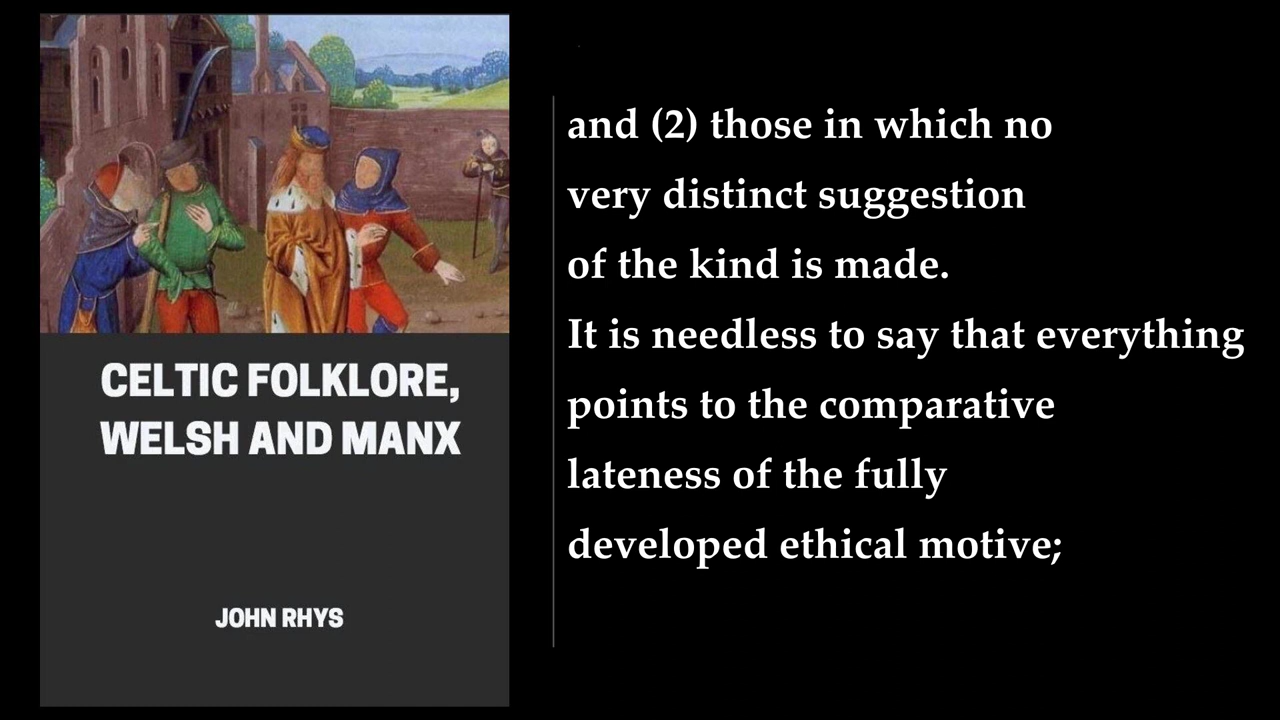 CELTIC FOLKLORE,
WELSH AND MANX
JOHN RHYS
and (2) those in which no
very distinct suggestion
of the kind is made.
It is needless to say that everything
points to the comparative
lateness of the fully
developed ethical motive;